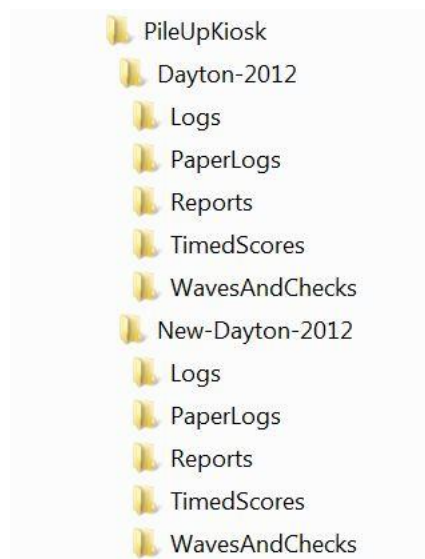 PileUpKiosk
Dayton-2012
Logs
PaperLogs
Reports
TimedScores
WavesAndChecks
New-Dayton-2012
Logs
PaperLogs
Reports
TimedScores
WavesAndChecks